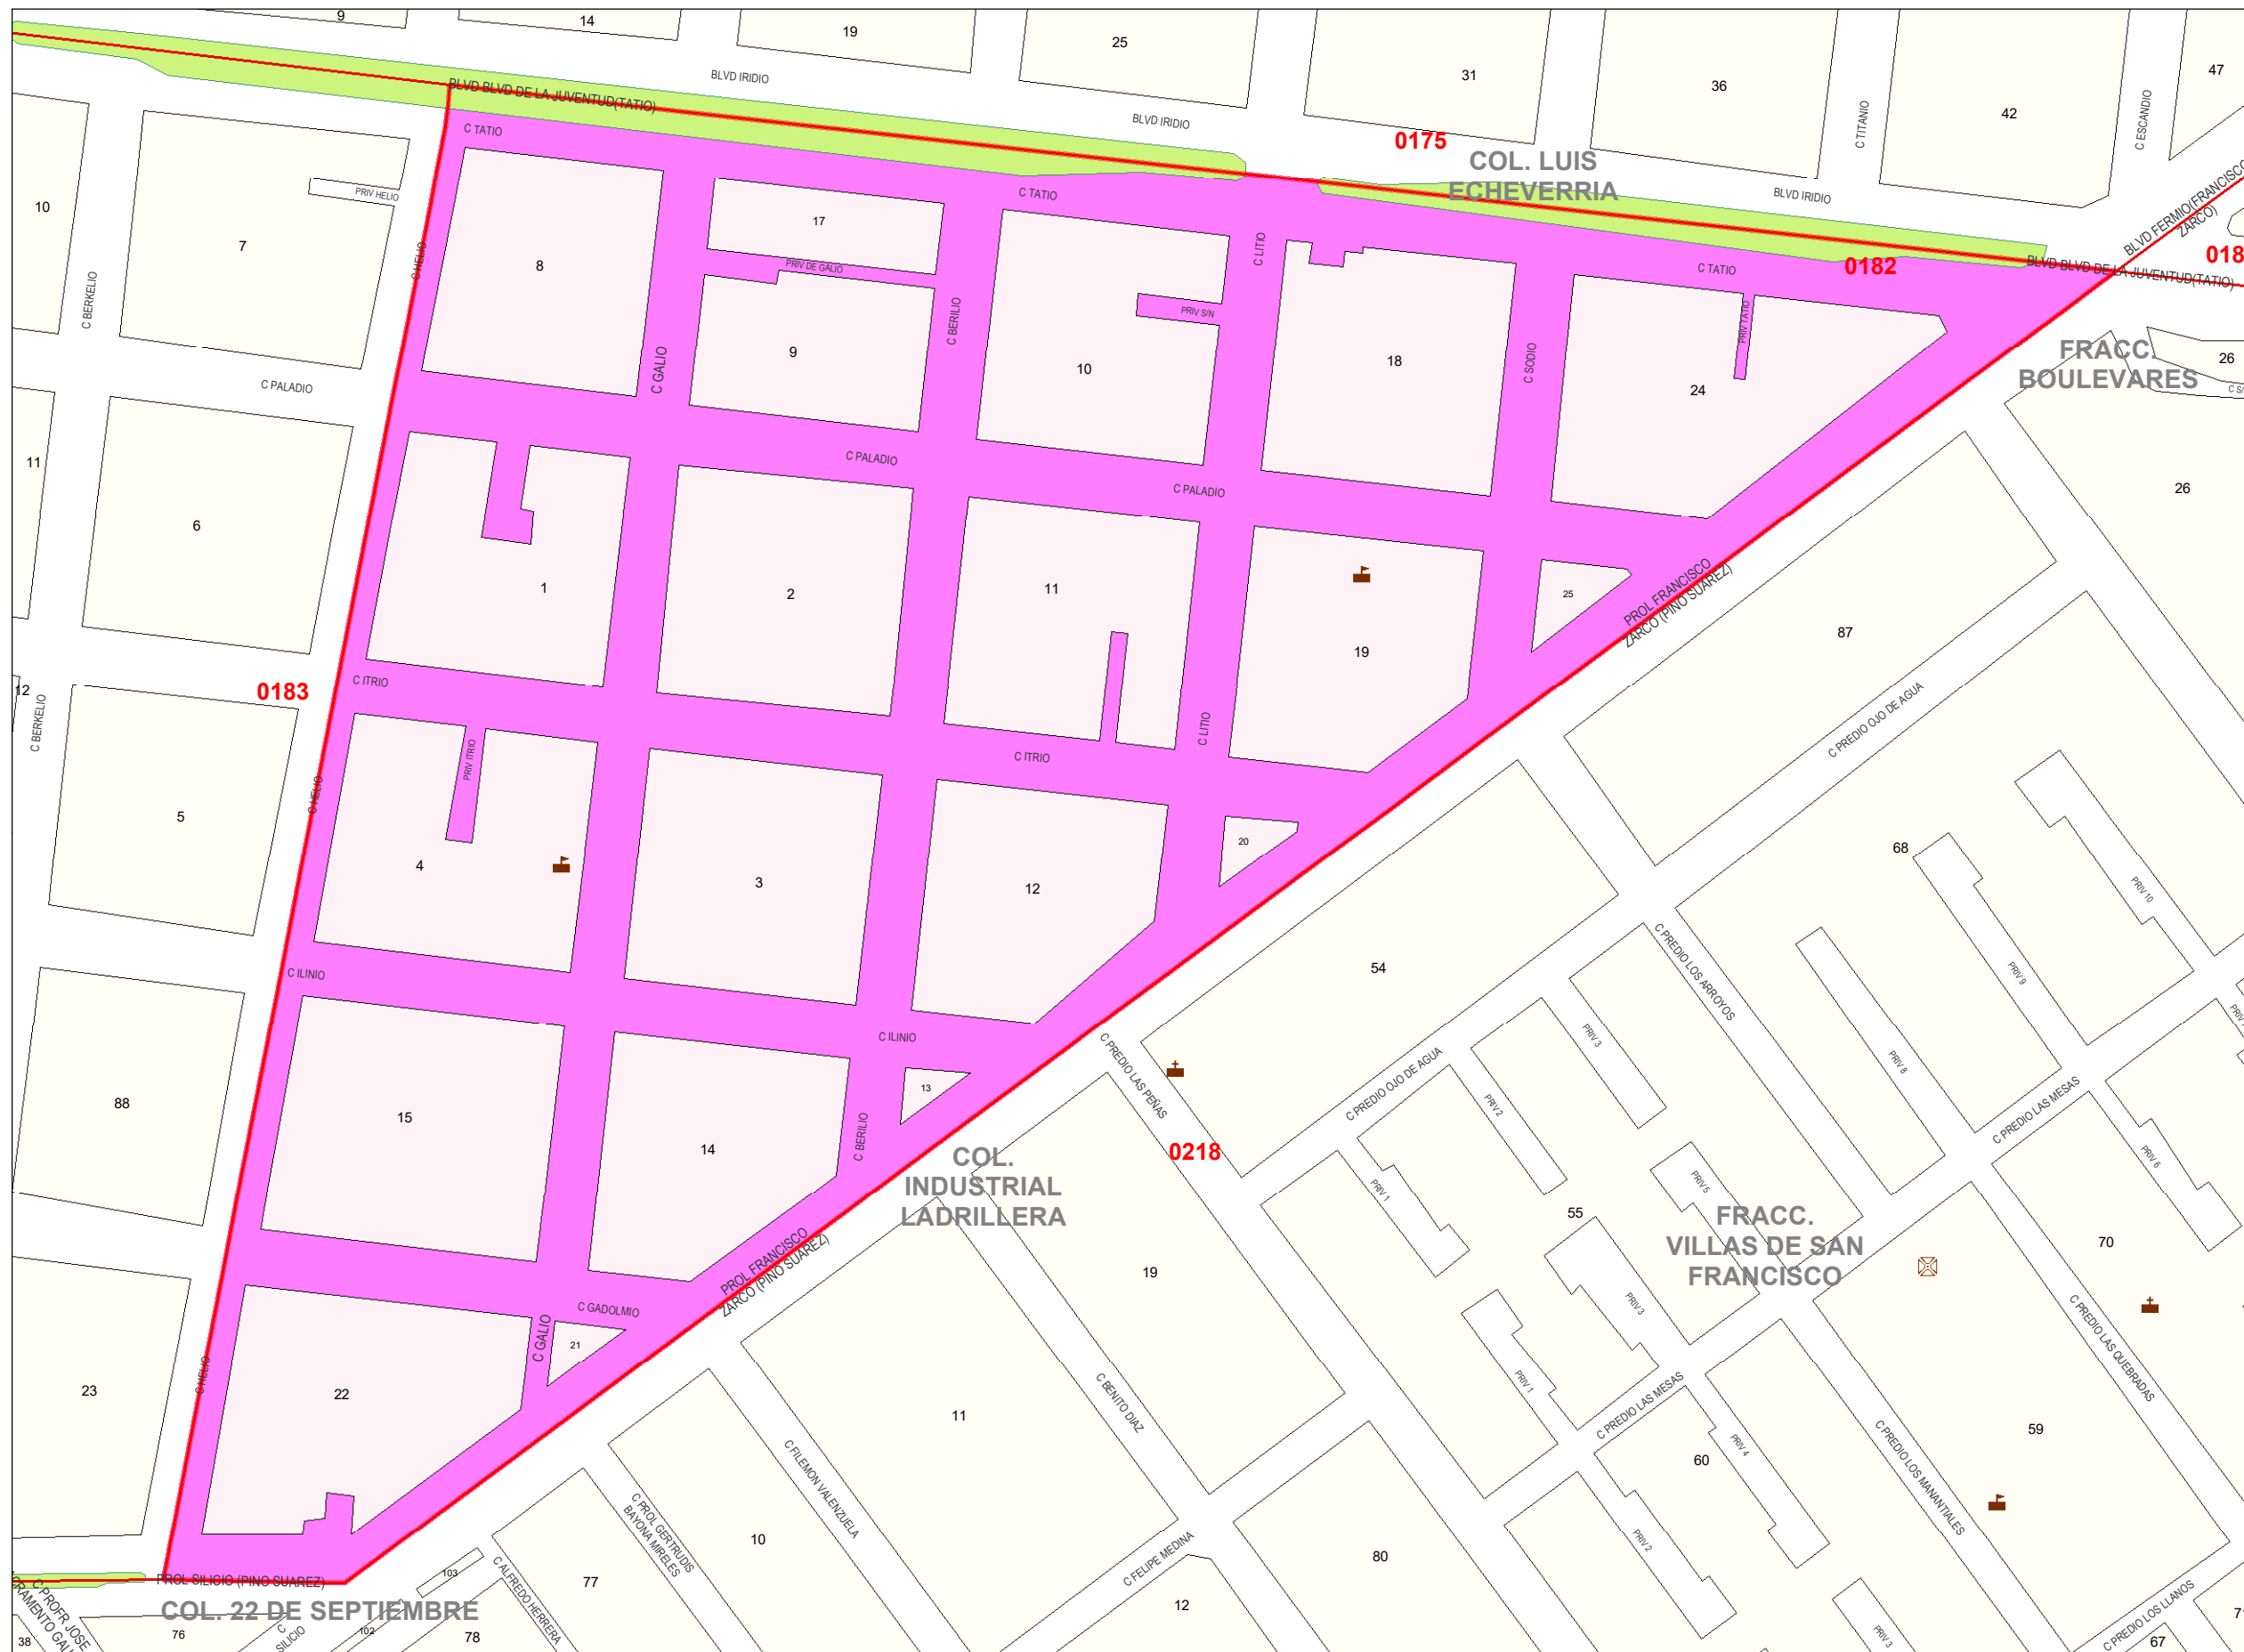 9
14
19
25
31
36
42
47
BLVD IRIDIO
BLVD BLVD DE LA JUVENTUD(TATIO)
BLVD IRIDIO
C TITANIO
C ESCANDIO
C TATIO
0175
COL. LUIS
ECHEVERRIA
BLVD IRIDIO
PRIV HELIO
C TATIO
10
7
8
17
C HELIO
C LITIO
BLVD FERMIO(FRANCISCO
ZARCO)
PRIV DE GALIO
C TATIO
0182
BLVD BLVD DE LA JUVENTUD(TATIO)
C BERKELIO
C BERILIO
PRIV S/N
PRIV TATIO
9
10
18
C SODIO
24
FRACC.
BOULEVARES
26
C PALADIO
C GALIO
11
C PALADIO
C PALADIO
26
6
1
2
11
19
25
PROL FRANCISCO
ZARCO (PINO SUAREZ)
87
12
0183
C ITRIO
C BERKELIO
C LITIO
C PREDIO OJO DE AGUA
PRIV ITRIO
C ITRIO
C HELIO
5
4
3
12
20
68
PRIV 10
54
C ILINIO
C PREDIO LOS ARROYOS
PRIV 9
C ILINIO
PRIV 3
PRIV 8
C PREDIO LAS PEÑAS
C PREDIO OJO DE AGUA
88
15
14
13
PRIV 2
C PREDIO LAS MESAS
C BERILIO
0218
COL.
INDUSTRIAL
LADRILLERA
PRIV 1
PRIV 5
PRIV 6
55
FRACC.
VILLAS DE SAN
FRANCISCO
70
PROL FRANCISCO
ZARCO (PINO SUAREZ)
19
C GADOLMIO
PRIV 3
C GALIO
21
C PREDIO LAS QUEBRADAS
C HELIO
23
22
PRIV 1
C BENITO DIAZ
C PREDIO LAS MESAS
11
59
PRIV 4
60
C PREDIO LOS MANANTIALES
C FILEMON VALENZUELA
C PROL GERTRUDIS
BAYONA MIRELES
10
PRIV 2
80
C FELIPE MEDINA
PROL SILICIO (PINO SUAREZ)
103
77
C ALFREDO HERRERA
C PROFR JOSE
COL. 22 DE SEPTIEMBRE
12
C PREDIO LOS LLANOS
PRIV 3
38
76
C
SILICIO
102
78
67